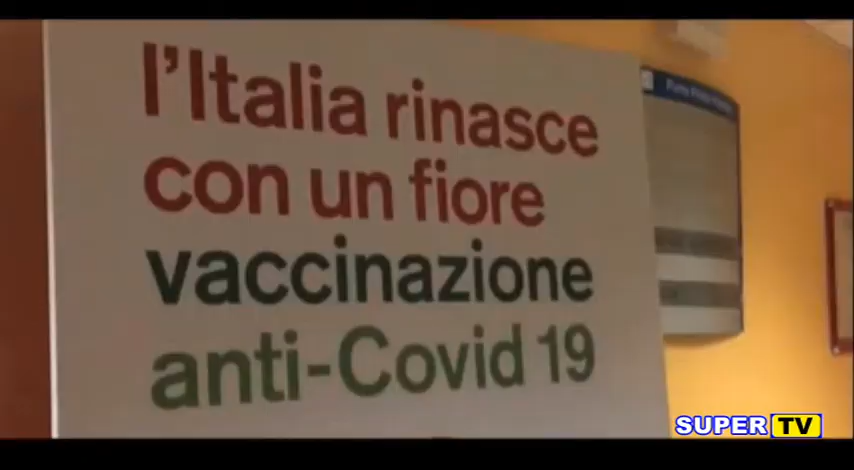 l'Italia rinasce
con un fiore
vaccinazione
anti-Covid 19
SUPER TV